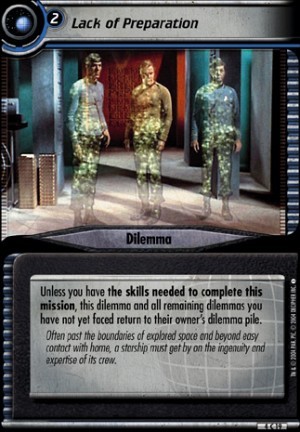 2 Lack of Preparation
Dilemma
Unless you have the skills needed to complete this
mission, this dilemma and all remaining dilemmas you
have not yet faced return to their owner's dilemma pile.
Often past the boundaries of explored space and beyond easy
contact with home, a starship must get by on the ingenuity and
expertise of its crew.
4 C 19